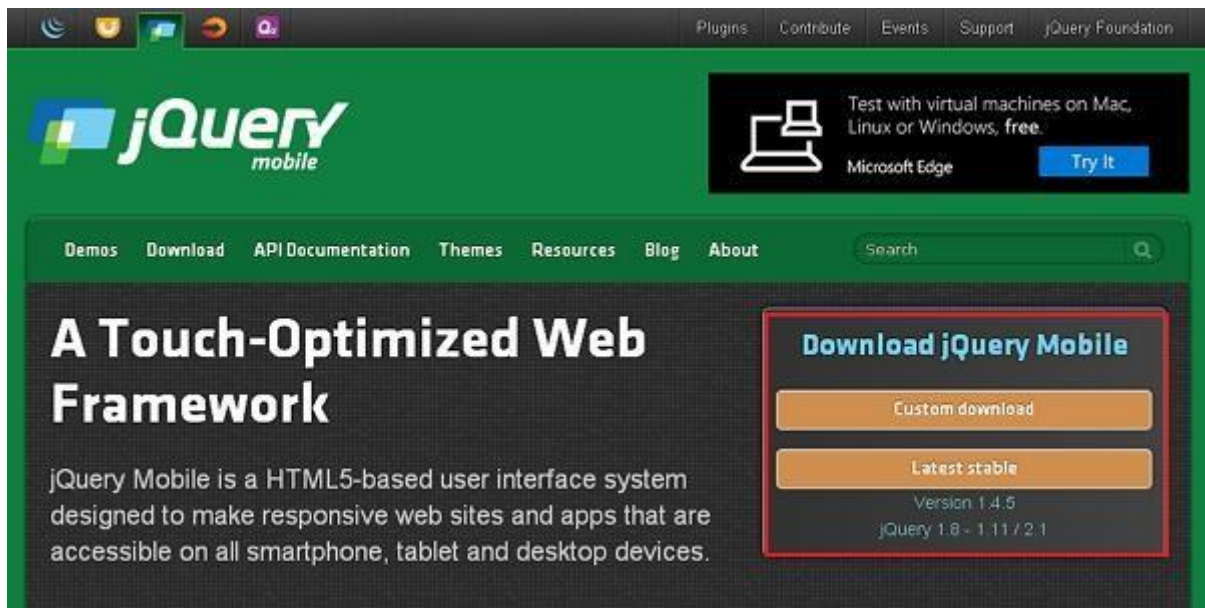 Plugins Contribute Events Support jQuery Foundation
jQuery
mobile
Test with virtual machines on Mac,
Linux or Windows, free.
Microsoft Edge
Try It
Demos Download API Documentation Themes Resources Blog About Search
A Touch-Optimized Web
Framework
jQuery Mobile is a HTML5-based user interface system
designed to make responsive web sites and apps that are
accessible on all smartphone, tablet and desktop devices.
Download jQuery Mobile
Custom download
Latest stable
Version 1.4.5
jQuery 1.8 - 1.11 / 2.1